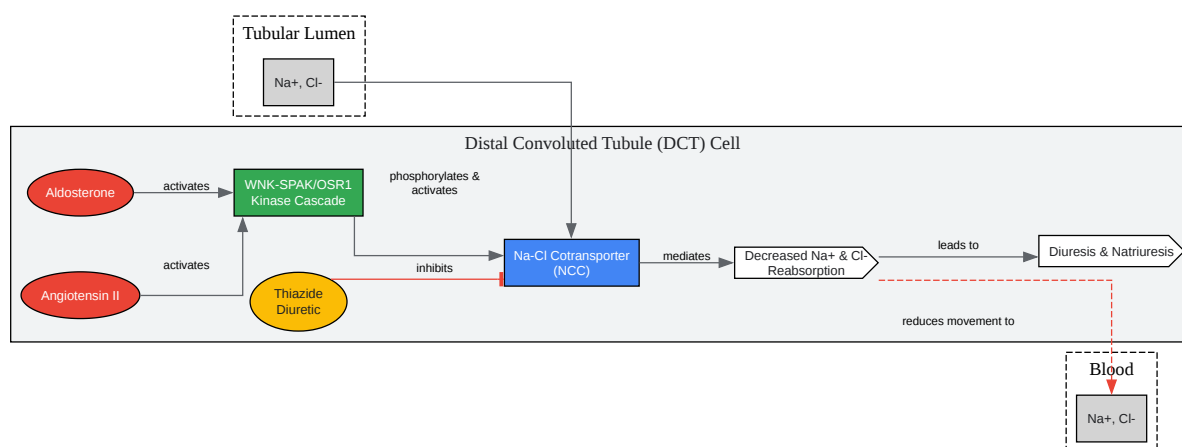 Tubular Lumen
Na+, Cl-
Distal Convoluted Tubule (DCT) Cell
Aldosterone
activates
WNK-SPAK/OSR1
Kinase Cascade
phosphorylates &
activates
Angiotensin II
activates
Thiazide
Diuretic
inhibits
Na-Cl Cotransporter
(NCC)
mediates
Decreased Na+ & Cl-
Reabsorption
leads to
Diuresis & Natriuresis
reduces movement to
Blood
Na+, Cl-